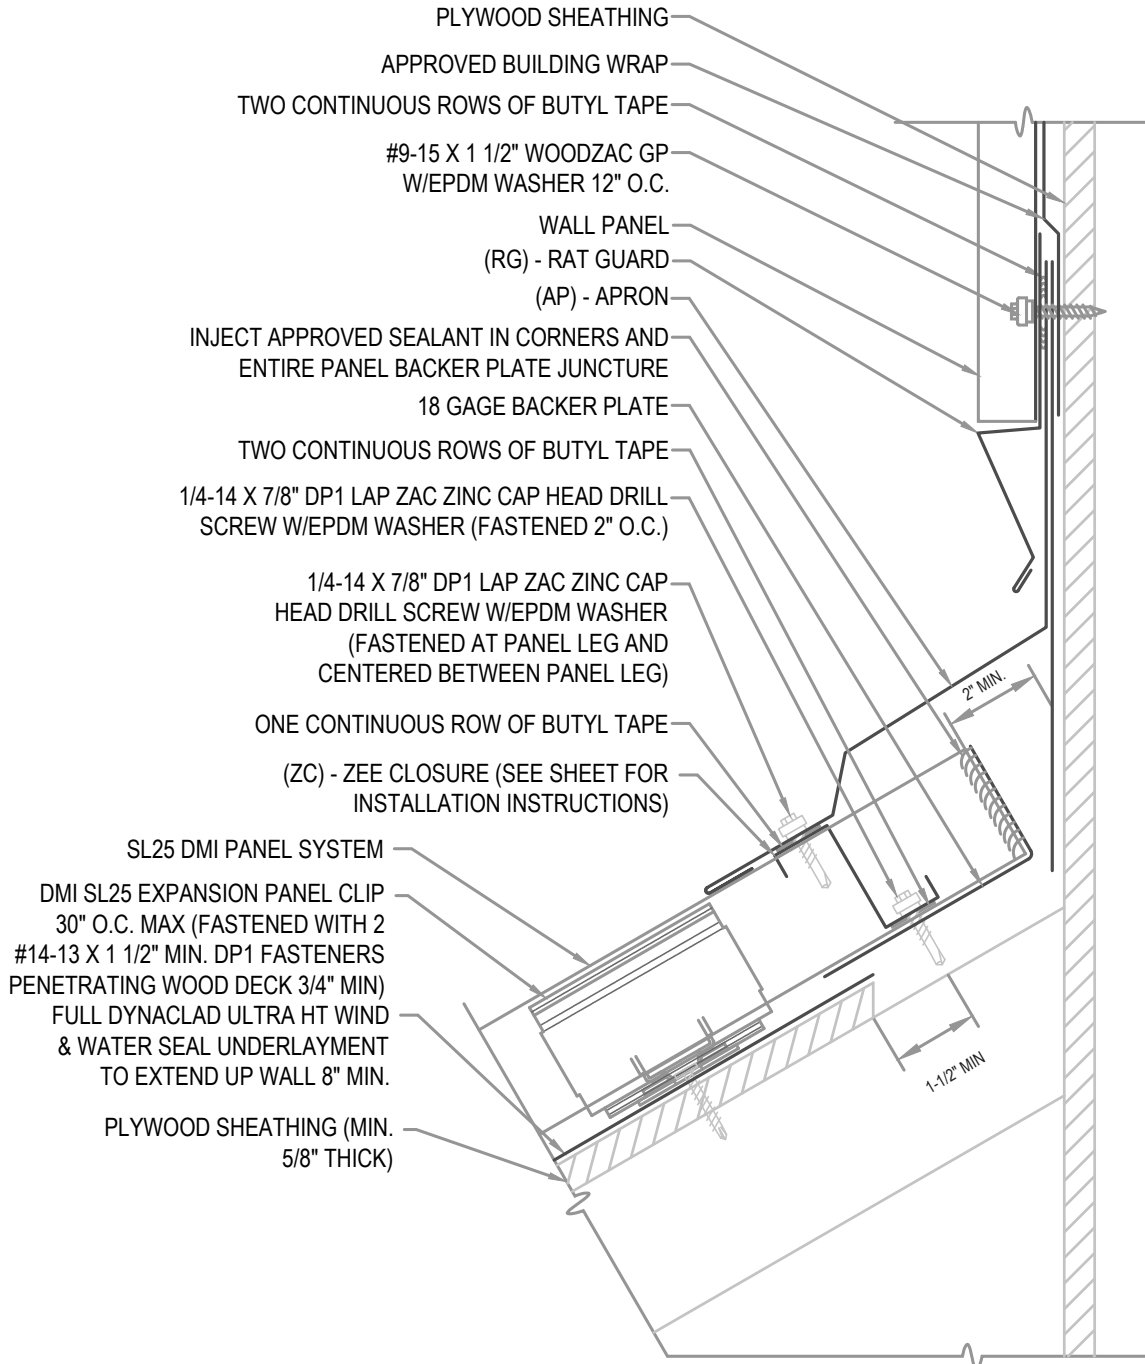 PLYWOOD SHEATHING
APPROVED BUILDING WRAP
TWO CONTINUOUS ROWS OF BUTYL TAPE
#9-15 X 1 1/2" WOODZAC GP
W/EPDM WASHER 12" O.C.
WALL PANEL
(RG) - RAT GUARD
(AP) - APRON
INJECT APPROVED SEALANT IN CORNERS AND
ENTIRE PANEL BACKER PLATE JUNCTURE
18 GAGE BACKER PLATE
TWO CONTINUOUS ROWS OF BUTYL TAPE
1/4-14 X 7/8" DP1 LAP ZAC ZINC CAP HEAD DRILL
SCREW W/EPDM WASHER (FASTENED 2" O.C.)
1/4-14 X 7/8" DP1 LAP ZAC ZINC CAP
HEAD DRILL SCREW W/EPDM WASHER
(FASTENED AT PANEL LEG AND
CENTERED BETWEEN PANEL LEG)
2" MIN.
ONE CONTINUOUS ROW OF BUTYL TAPE
(ZC) - ZEE CLOSURE (SEE SHEET FOR
INSTALLATION INSTRUCTIONS)
SL25 DMI PANEL SYSTEM
DMI SL25 EXPANSION PANEL CLIP
30" O.C. MAX (FASTENED WITH 2
#14-13 X 1 1/2" MIN. DP1 FASTENERS
PENETRATING WOOD DECK 3/4" MIN)
FULL DYNACLAD ULTRA HT WIND
& WATER SEAL UNDERLAYMENT
TO EXTEND UP WALL 8" MIN.
1-1/2" MIN
PLYWOOD SHEATHING (MIN.
5/8" THICK)